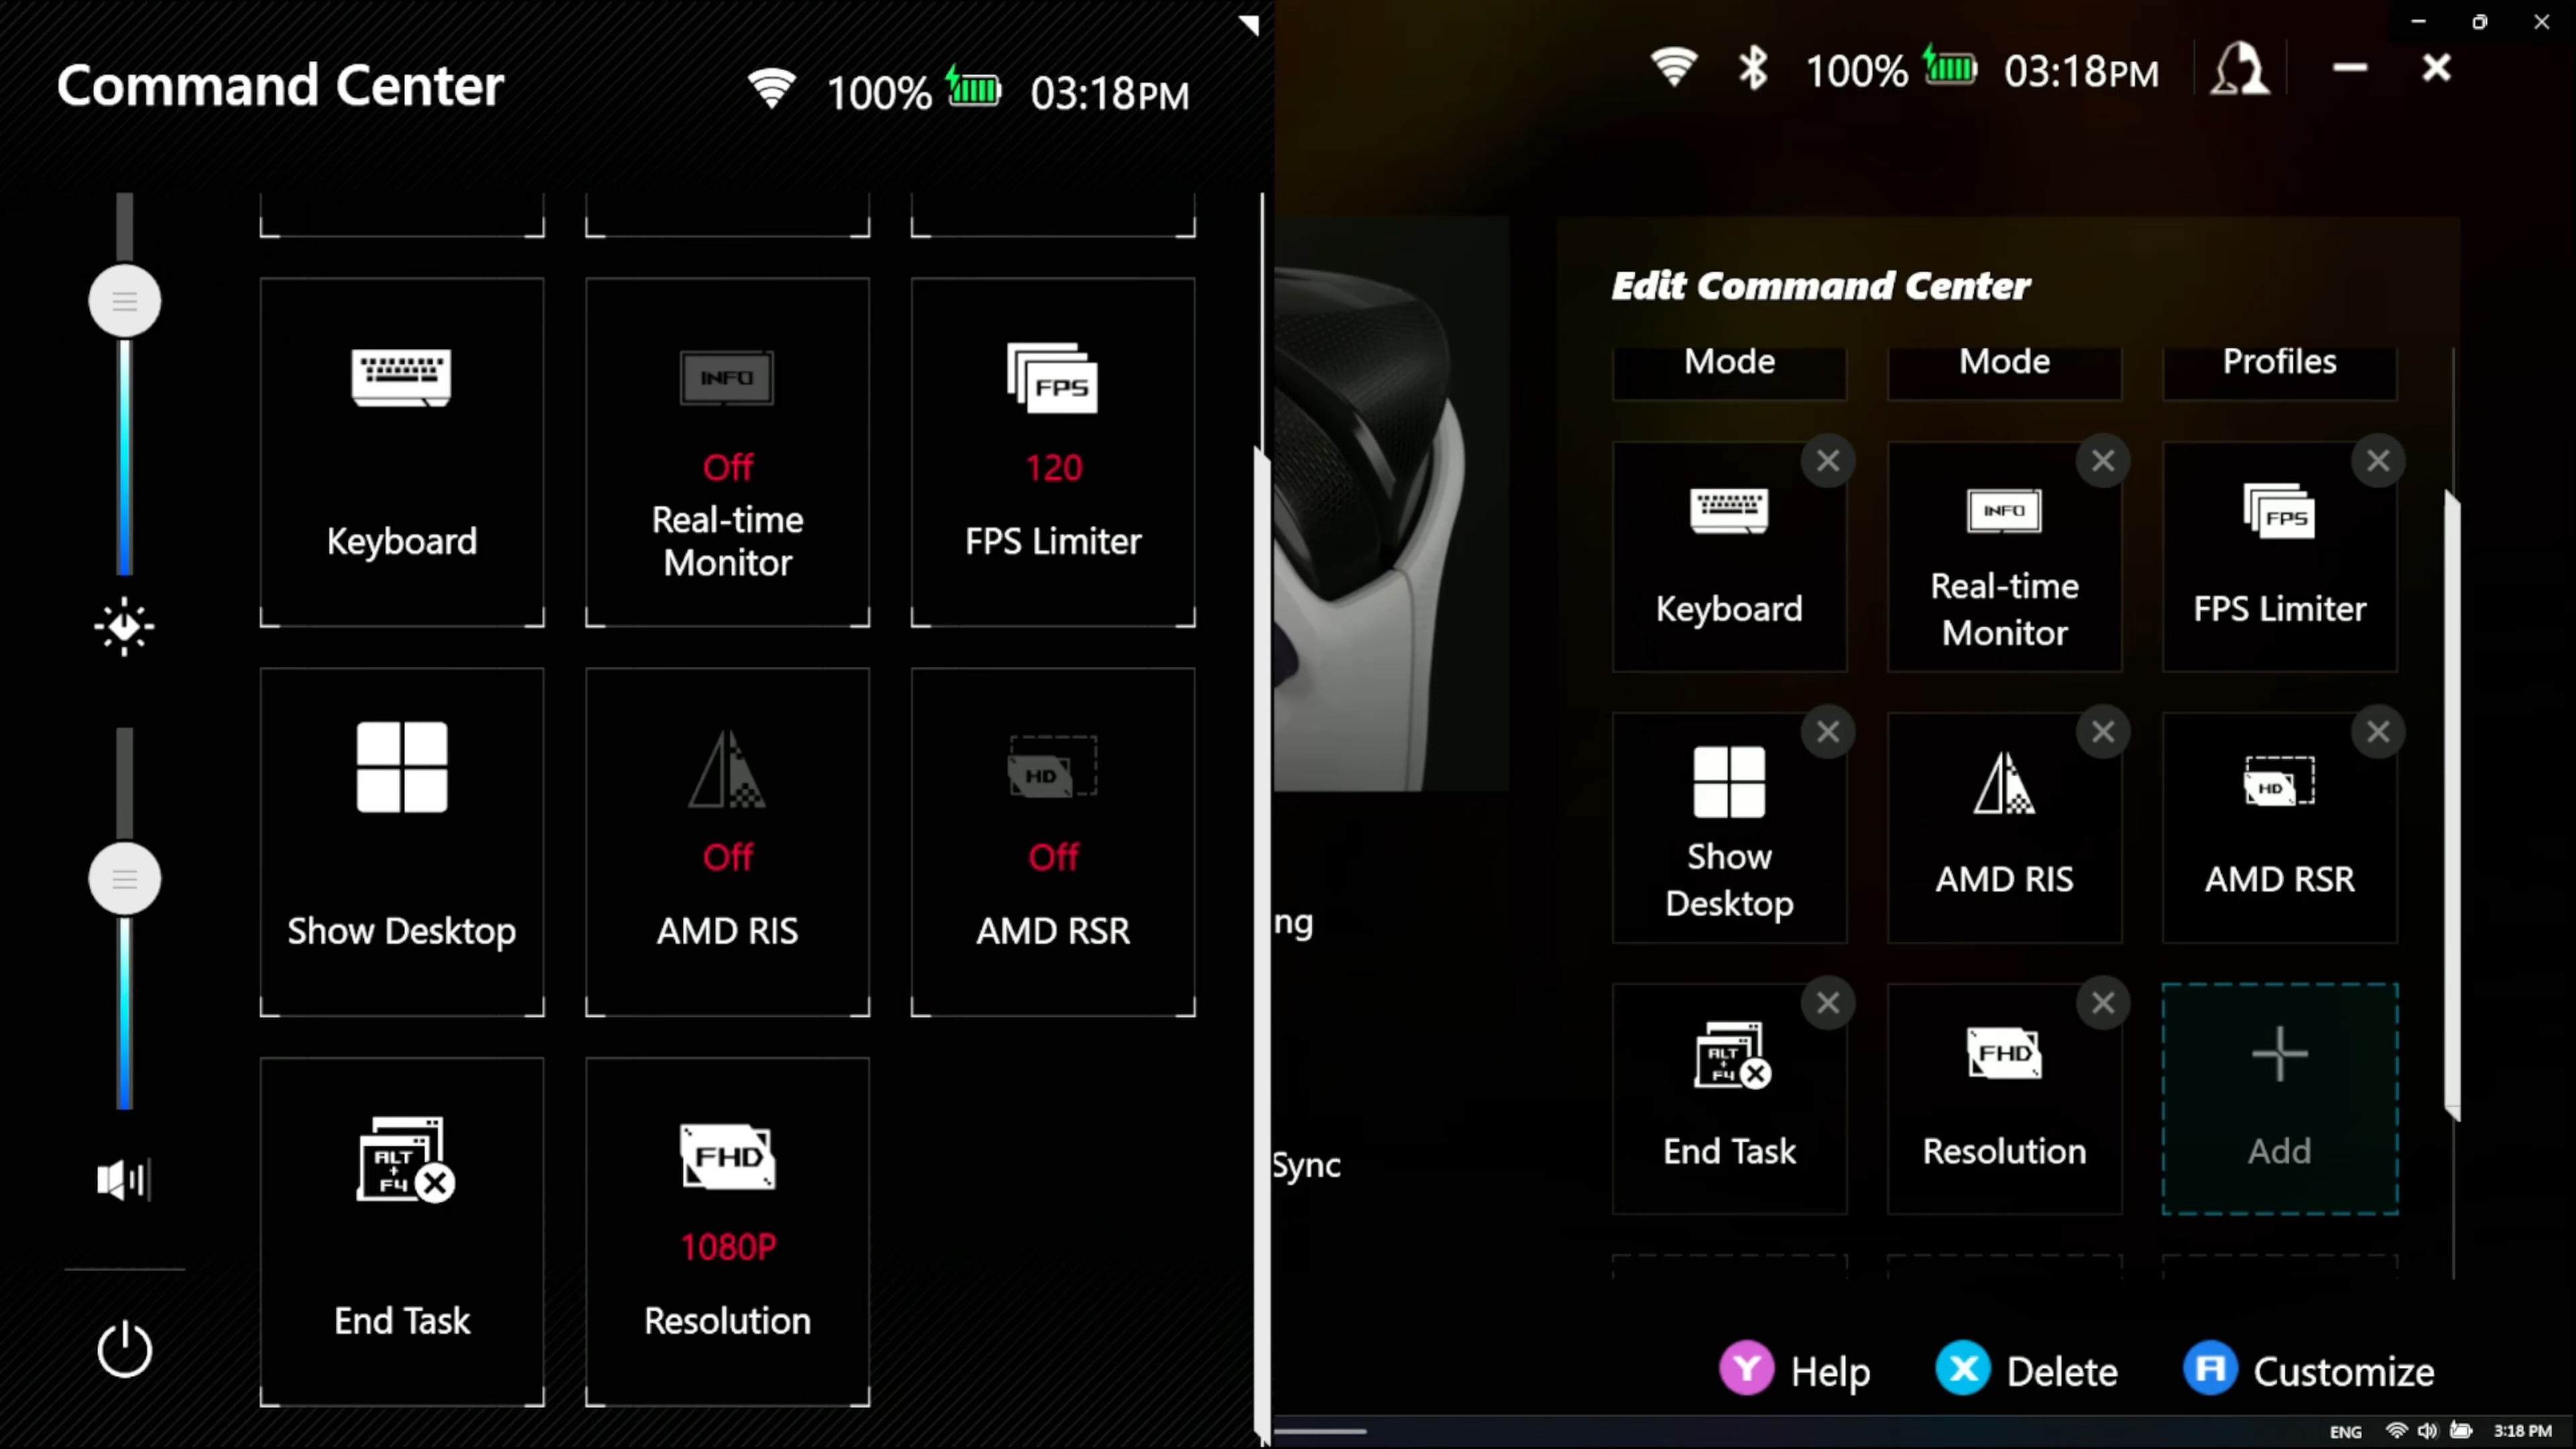 Command Center
100%
03:18PM
Keyboard
INFO
Off
Real-time
Monitor
FPS
120
FPS Limiter
Show Desktop
Off
AMD RIS
HD
Off
AMD RSR
ALT
+
F4
End Task
FHD
1080P
Resolution
100%
03:18PM
Edit Command Center
Mode
Mode
Profiles
Keyboard
INFO
Real-time
Monitor
FPS
FPS Limiter
Show
Desktop
AMD RIS
HD
AMD RSR
ALT
+
F4
End Task
FHD
Resolution
Add
ng
Sync
Y Help
X Delete
A Customize
ENG
3:18 PM